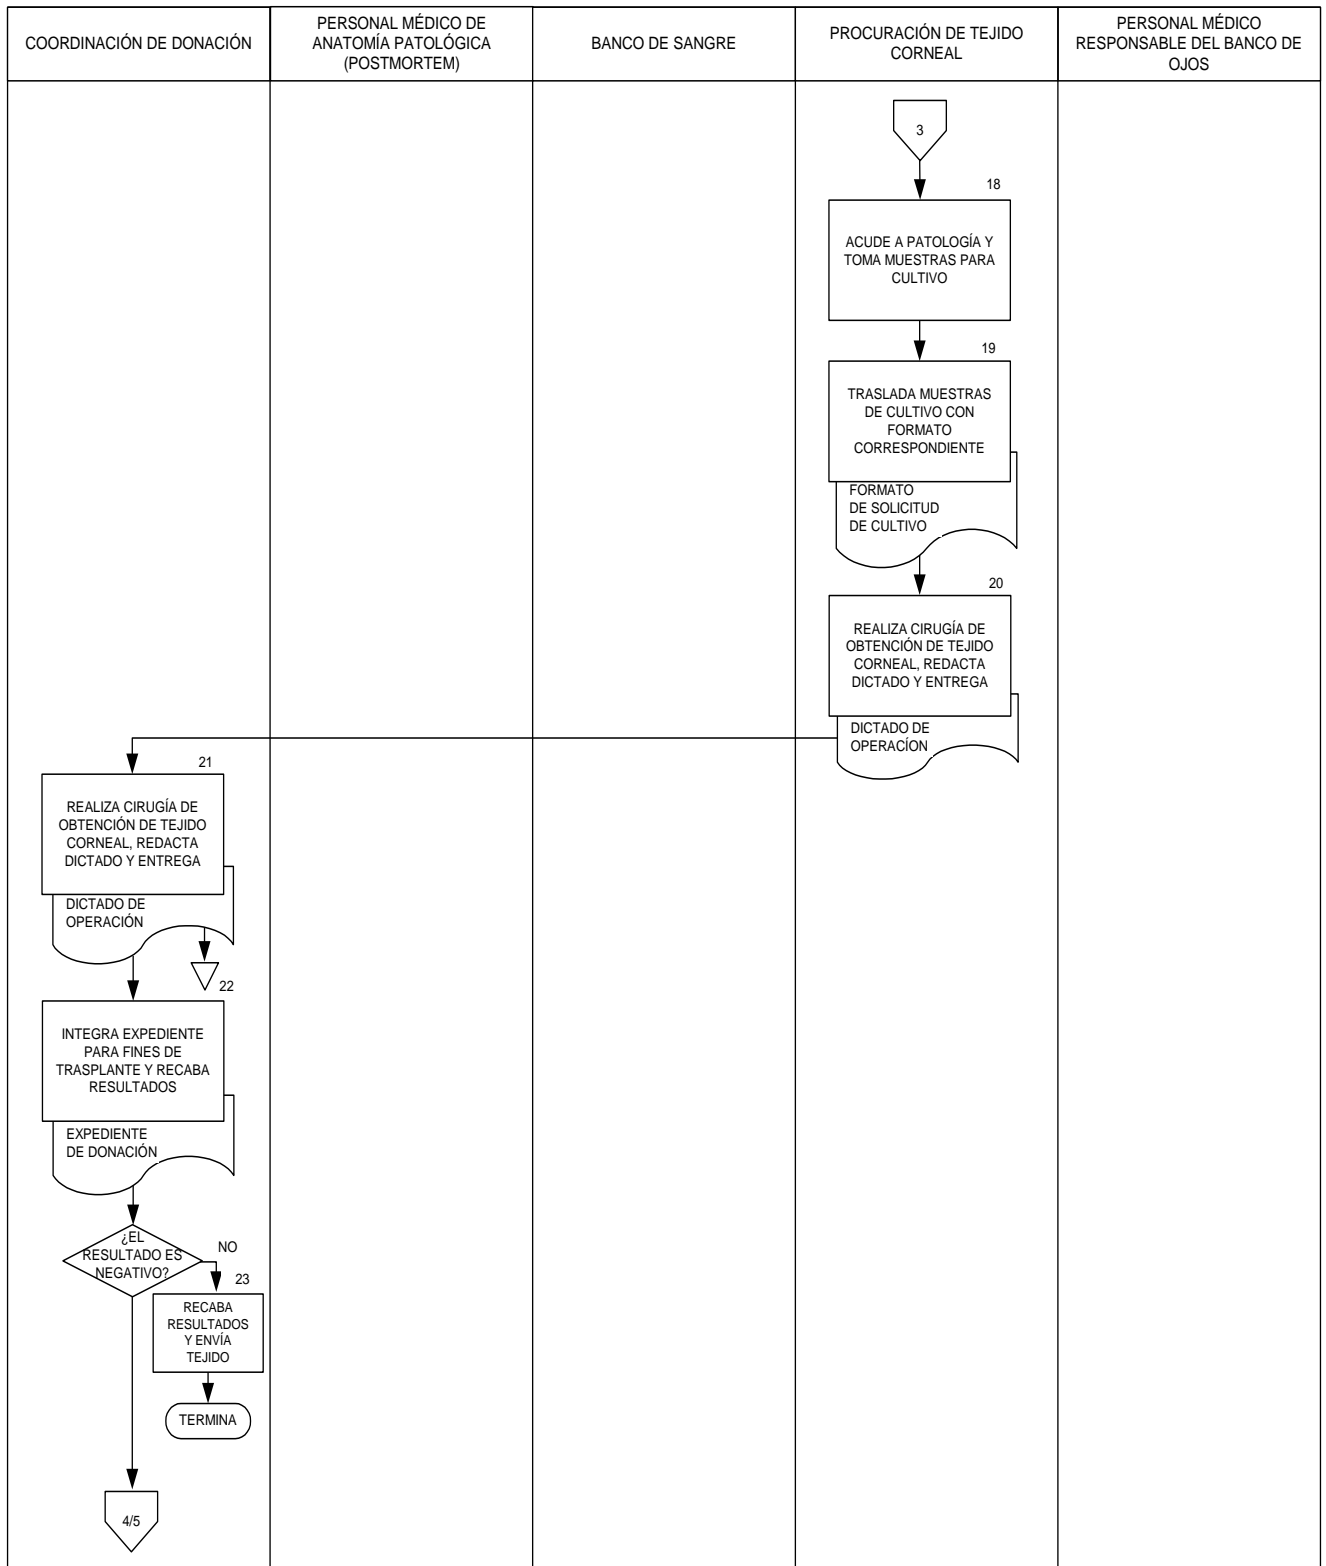 COORDINACIÓN DE DONACIÓN
PERSONAL MÉDICO DE
ANATOMÍA PATOLÓGICA
(POSTMORTEM)
BANCO DE SANGRE
PROCURACIÓN DE TEJIDO
CORNEAL
PERSONAL MÉDICO
RESPONSABLE DEL BANCO DE
OJOS
3
18
ACUDE A PATOLOGÍA Y
TOMA MUESTRAS PARA
CULTIVO
19
TRASLADA MUESTRAS
DE CULTIVO CON
FORMATO
CORRESPONDIENTE
FORMATO
DE SOLICITUD
DE CULTIVO
20
REALIZA CIRUGÍA DE
OBTENCIÓN DE TEJIDO
CORNEAL, REDACTA
DICTADO Y ENTREGA
DICTADO DE
OPERACÍON
21
REALIZA CIRUGÍA DE
OBTENCIÓN DE TEJIDO
CORNEAL, REDACTA
DICTADO Y ENTREGA
DICTADO DE
OPERACIÓN
22
INTEGRA EXPEDIENTE
PARA FINES DE
TRASPLANTE Y RECABA
RESULTADOS
EXPEDIENTE
DE DONACIÓN
¿EL
RESULTADO ES
NEGATIVO?
NO
23
RECABA
RESULTADOS
Y ENVÍA
TEJIDO
TERMINA
4/5